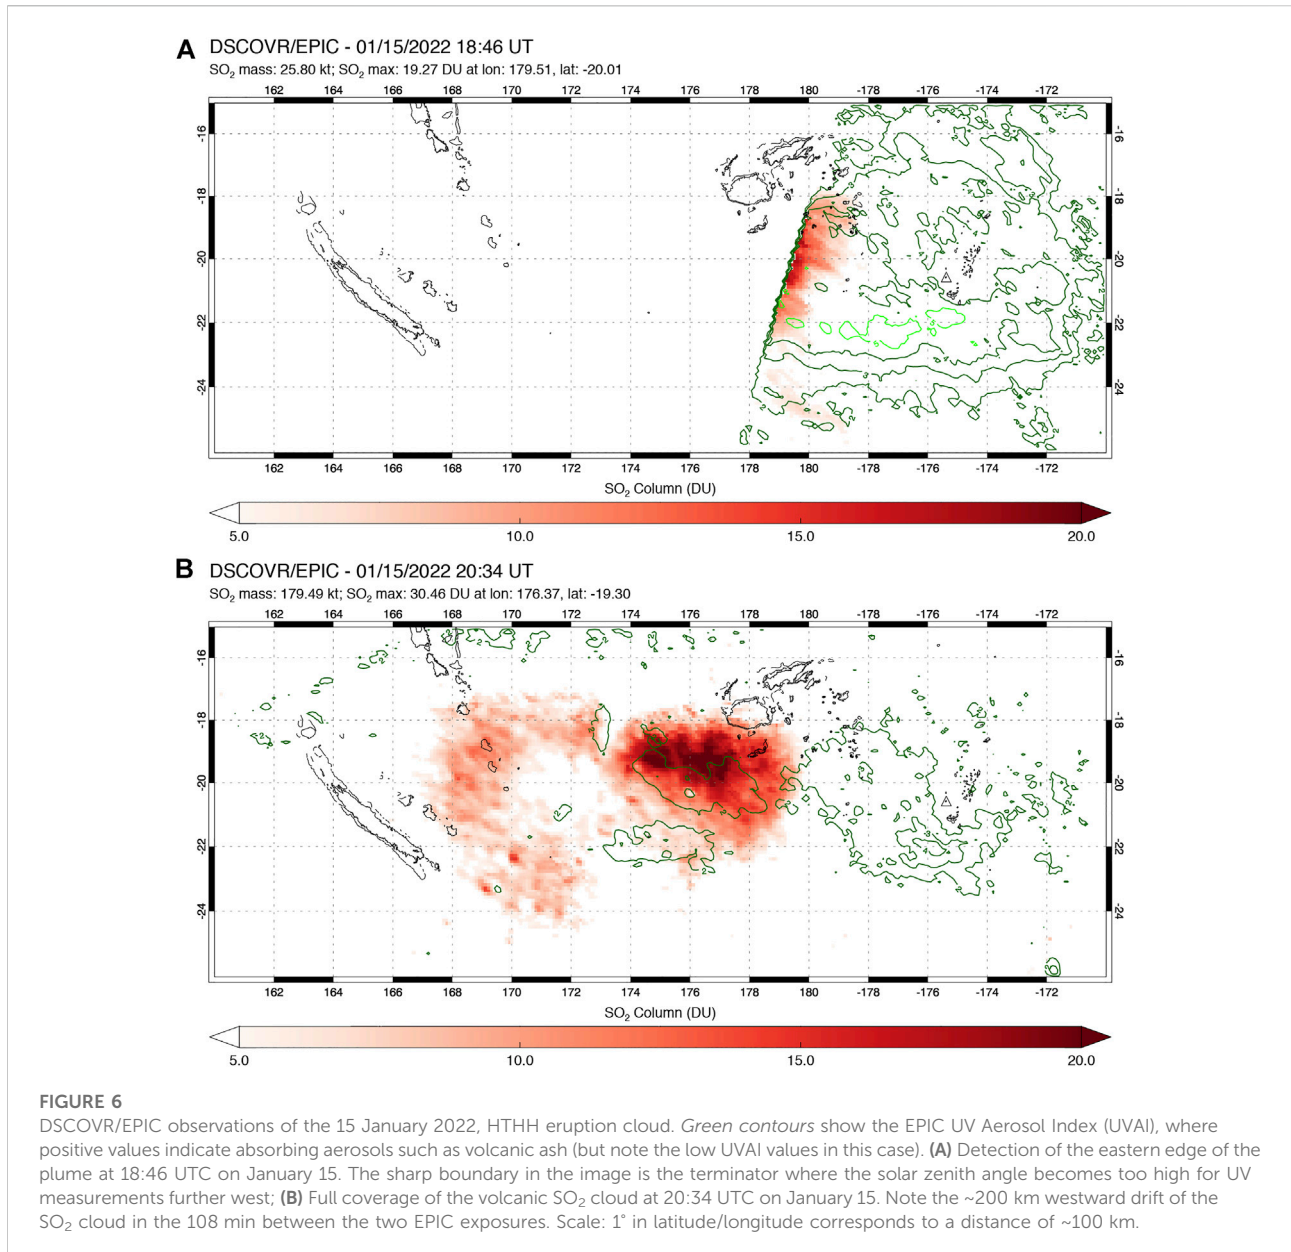 A DSCOVR/EPIC - 01/15/2022 18:46 UT
SO₂ mass: 25.80 kt; SO₂ max: 19.27 DU at lon: 179.51, lat: -20.01
162 164 166 168 170 172 174 176 178 180 -178 -176 -174 -172
-16 -16
-18 -18
-20 -20
-22 -22
-24 -24
162 164 166 168 170 172 174 176 178 180 -178 -176 -174 -172
SO₂ Column (DU)
5.0 10.0 15.0 20.0
B DSCOVR/EPIC - 01/15/2022 20:34 UT
SO₂ mass: 179.49 kt; SO₂ max: 30.46 DU at lon: 176.37, lat: -19.30
162 164 166 168 170 172 174 176 178 180 -178 -176 -174 -172
-16 -16
-18 -18
-20 -20
-22 -22
-24 -24
162 164 166 168 170 172 174 176 178 180 -178 -176 -174 -172
SO₂ Column (DU)
5.0 10.0 15.0 20.0
FIGURE 6
DSCOVR/EPIC observations of the 15 January 2022, HTHH eruption cloud. Green contours show the EPIC UV Aerosol Index (UVAI), where
positive values indicate absorbing aerosols such as volcanic ash (but note the low UVAI values in this case). (A) Detection of the eastern edge of the
plume at 18:46 UTC on January 15. The sharp boundary in the image is the terminator where the solar zenith angle becomes too high for UV
measurements further west; (B) Full coverage of the volcanic SO₂ cloud at 20:34 UTC on January 15. Note the ~200 km westward drift of the
SO₂ cloud in the 108 min between the two EPIC exposures. Scale: 1° in latitude/longitude corresponds to a distance of ~100 km.